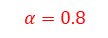 α = 0.8